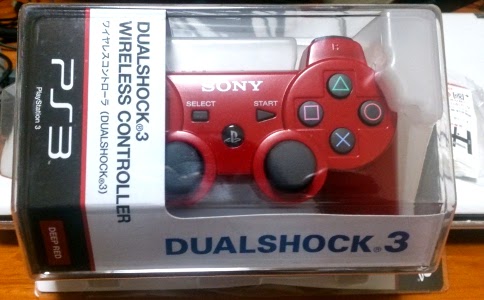 DUALSHOCK®3
WIRELESS CONTROLLER
ワイヤレスコントローラ (DUALSHOCK®3)
PS3
PlayStation 3
DEEP RED
SONY
SELECT
START
DUALSHOCK®3